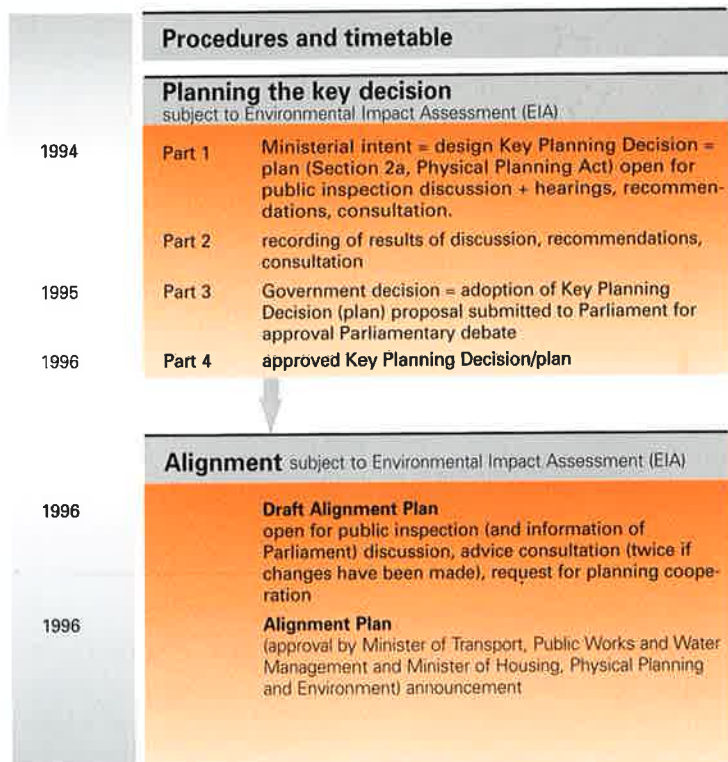 Procedures and timetable
Planning the key decision
subject to Environmental Impact Assessment (EIA)
1994 Part 1 Ministerial intent = design Key Planning Decision =
plan (Section 2a, Physical Planning Act) open for
public inspection discussion + hearings, recommen-
dations, consultation.
Part 2 recording of results of discussion, recommendations,
consultation
1995 Part 3 Government decision = adoption of Key Planning
Decision (plan) proposal submitted to Parliament for
approval Parliamentary debate
1996 Part 4 approved Key Planning Decision/plan
Alignment subject to Environmental Impact Assessment (EIA)
1996 Draft Alignment Plan
open for public inspection (and information of
Parliament) discussion, advice consultation (twice if
changes have been made), request for planning coope-
ration
1996 Alignment Plan
(approval by Minister of Transport, Public Works and Water
Management and Minister of Housing, Physical Planning
and Environment) announcement